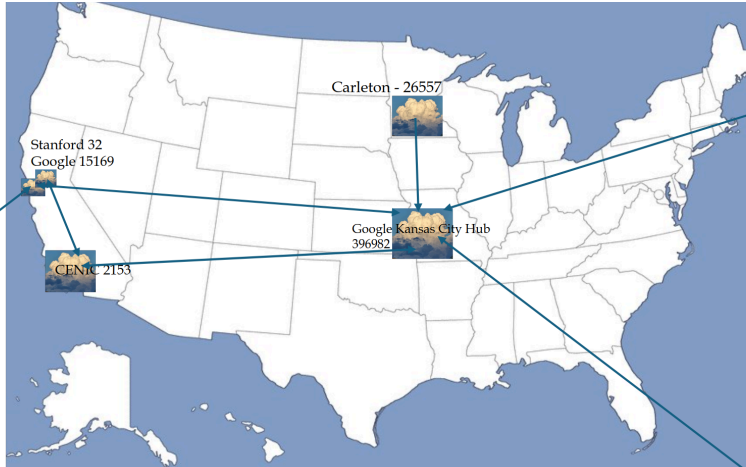 Carleton - 26557
Stanford 32
Google 15169
Google Kansas City Hub
396982
CENIC 2153